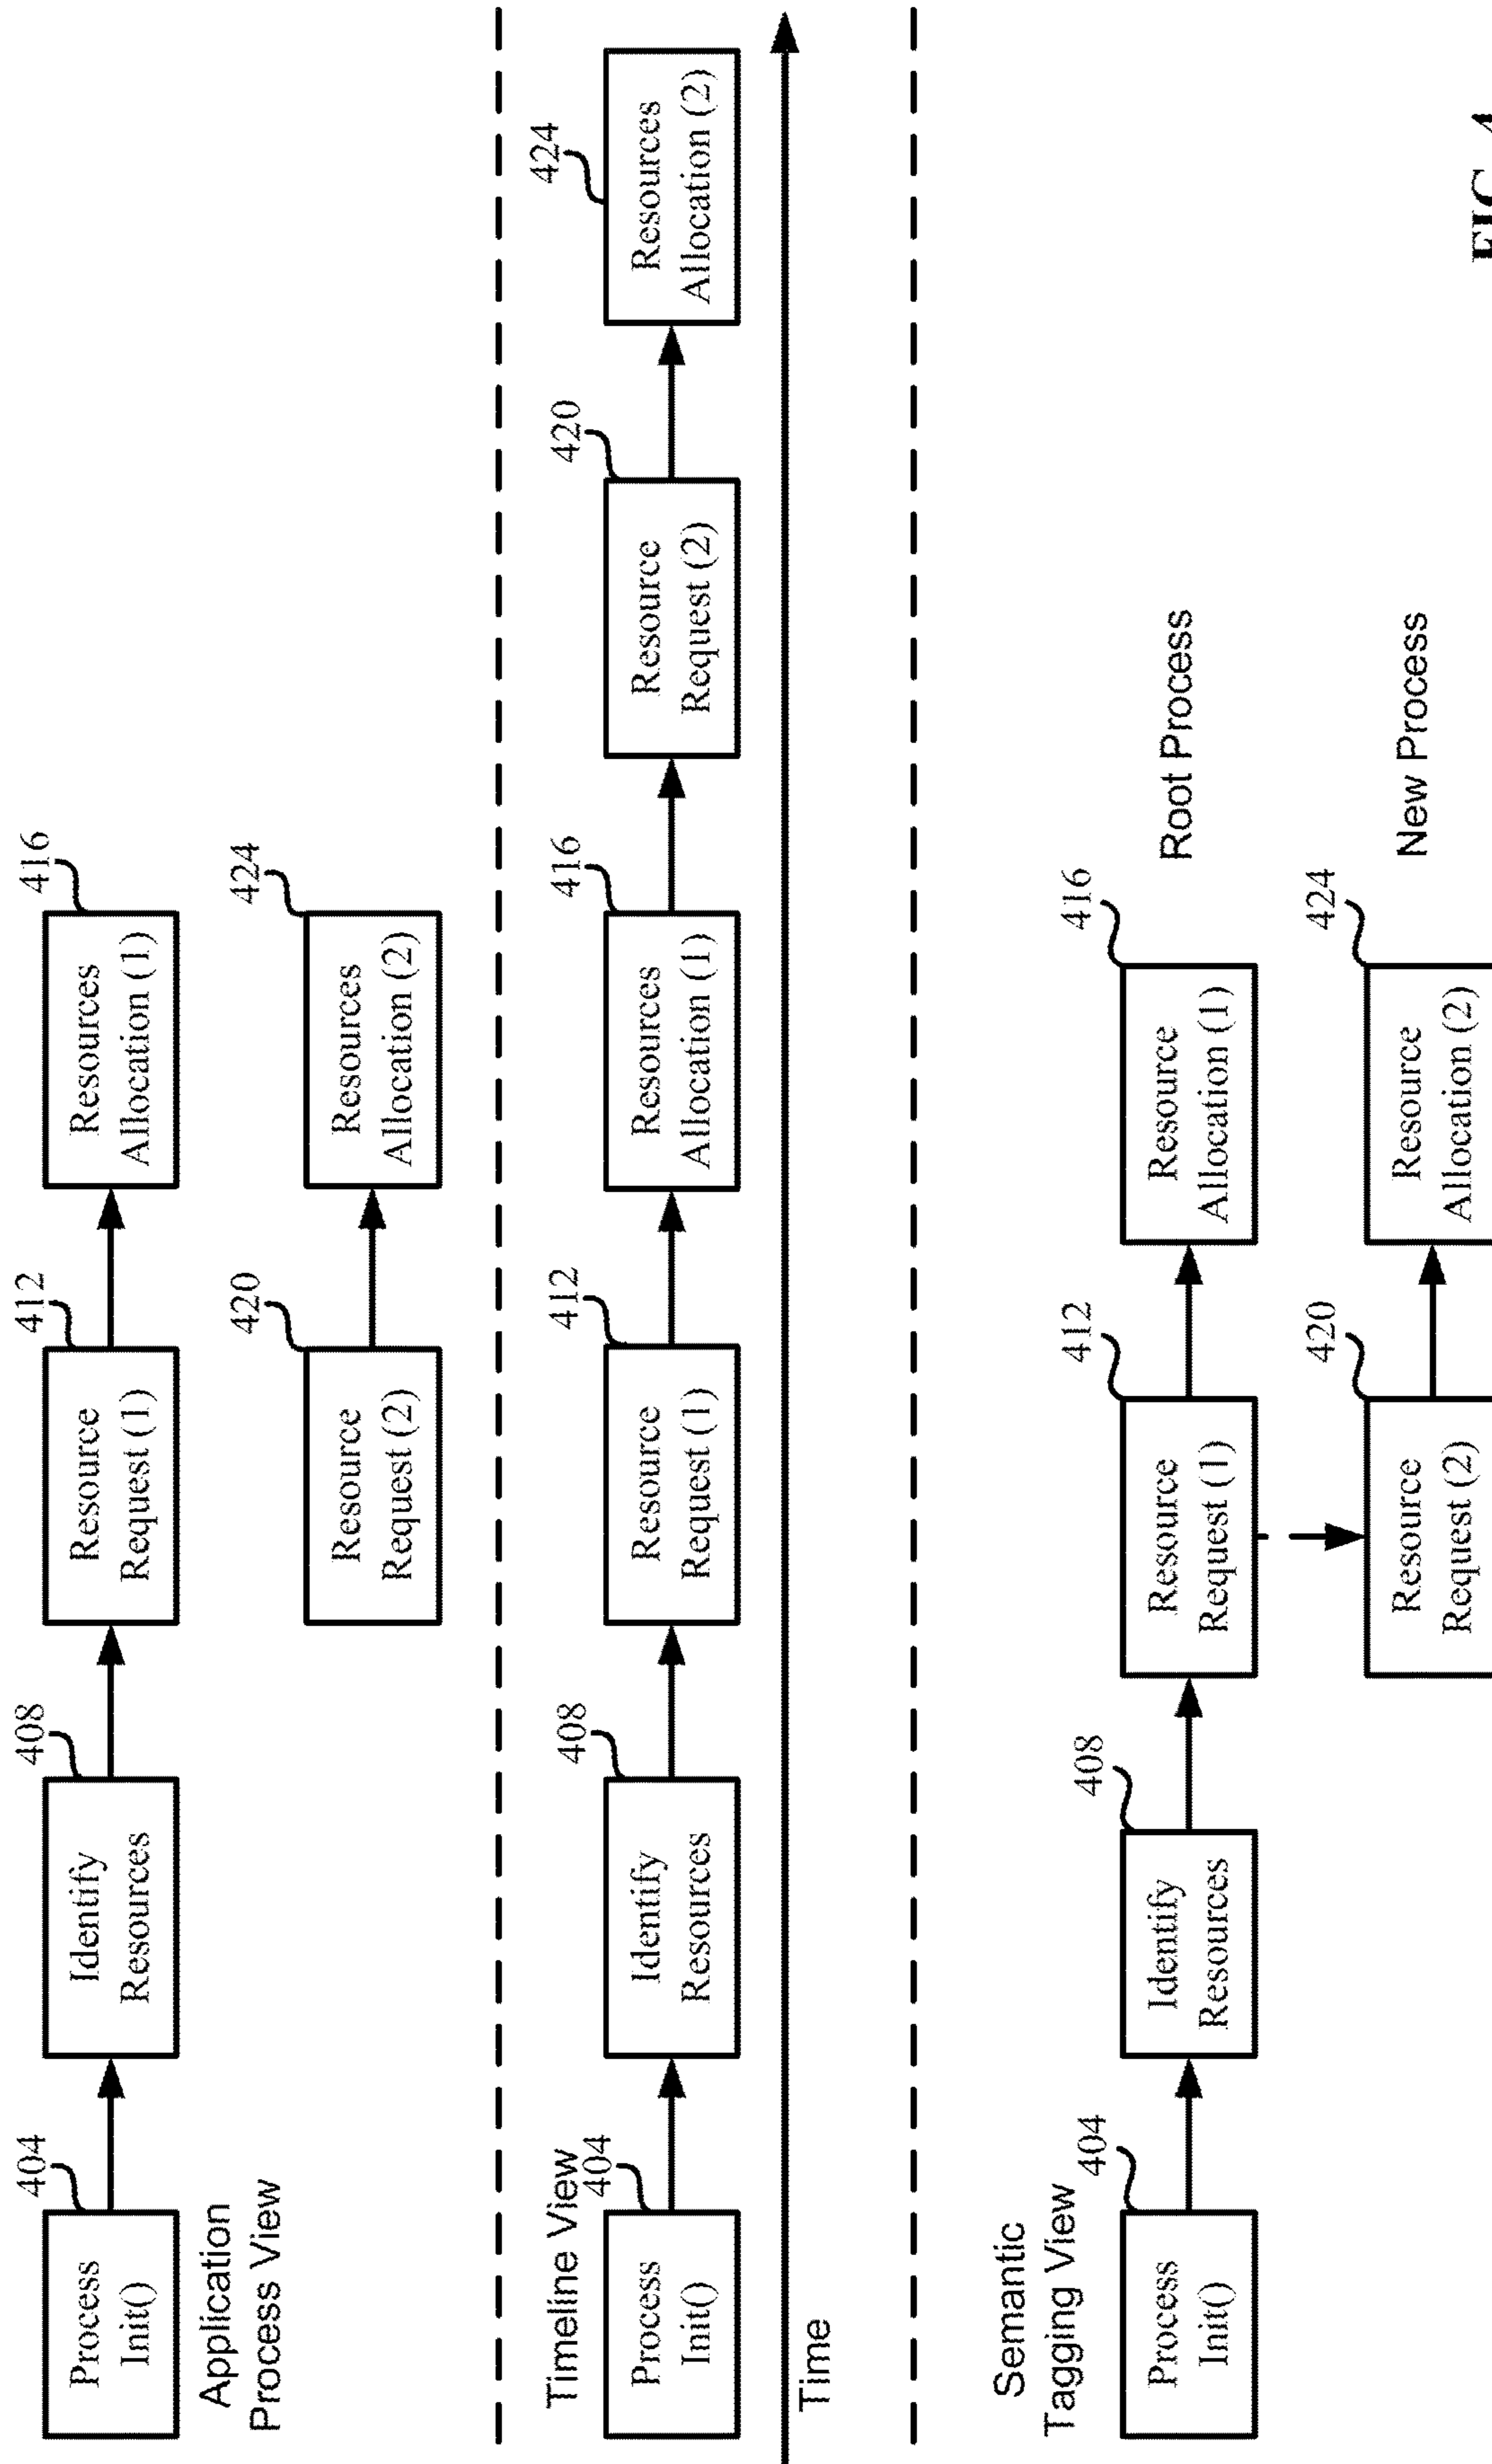 404
408
412
416
Process
Init()
Identify
Resources
Resource
Request (1)
Resources
Allocation (1)
Application
Process View
420
424
Resource
Request (2)
Resources
Allocation (2)
Timeline View
404
408
412
416
420
424
Process
Init()
Identify
Resources
Resource
Request (1)
Resources
Allocation (1)
Resource
Request (2)
Resources
Allocation (2)
Time
Semantic
Tagging View
404
408
412
416
Process
Init()
Identify
Resources
Resource
Request (1)
Resource
Allocation (1)
Root Process
420
424
Resource
Request (2)
Resource
Allocation (2)
New Process